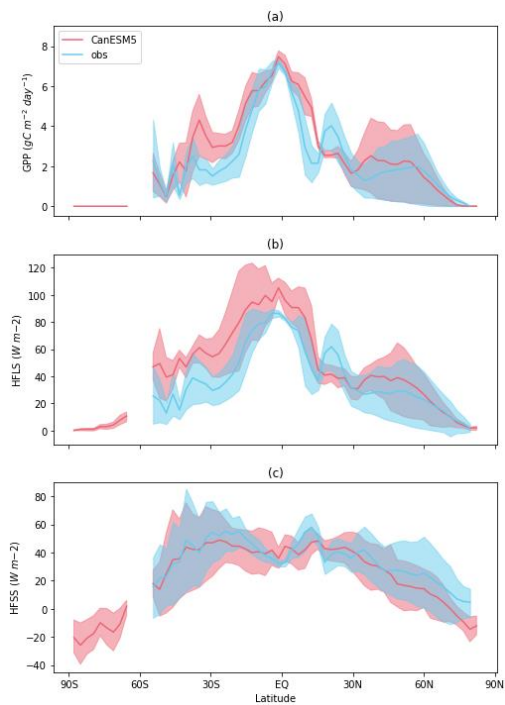 (a)
CanESM5
obs
GPP (gC m⁻² day⁻¹)
8
6
4
2
0
(b)
HFLS (W m−2)
120
100
80
60
40
20
0
(c)
HFSS (W m−2)
80
60
40
20
0
−20
−40
90S 60S 30S EQ 30N 60N 90N
Latitude